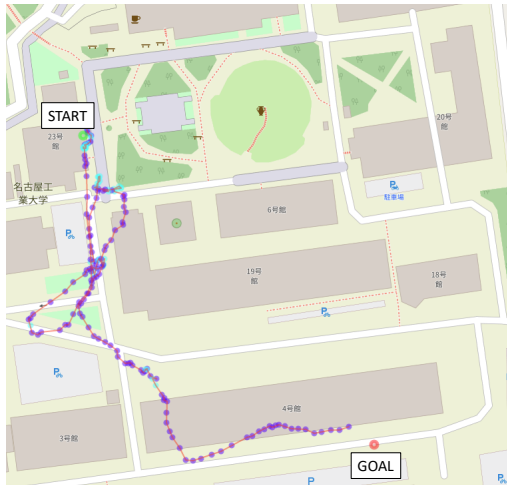 START
23号
館
20号
館
名古屋工
業大学
駐車場
6号館
19号
館
18号
館
4号館
3号館
GOAL